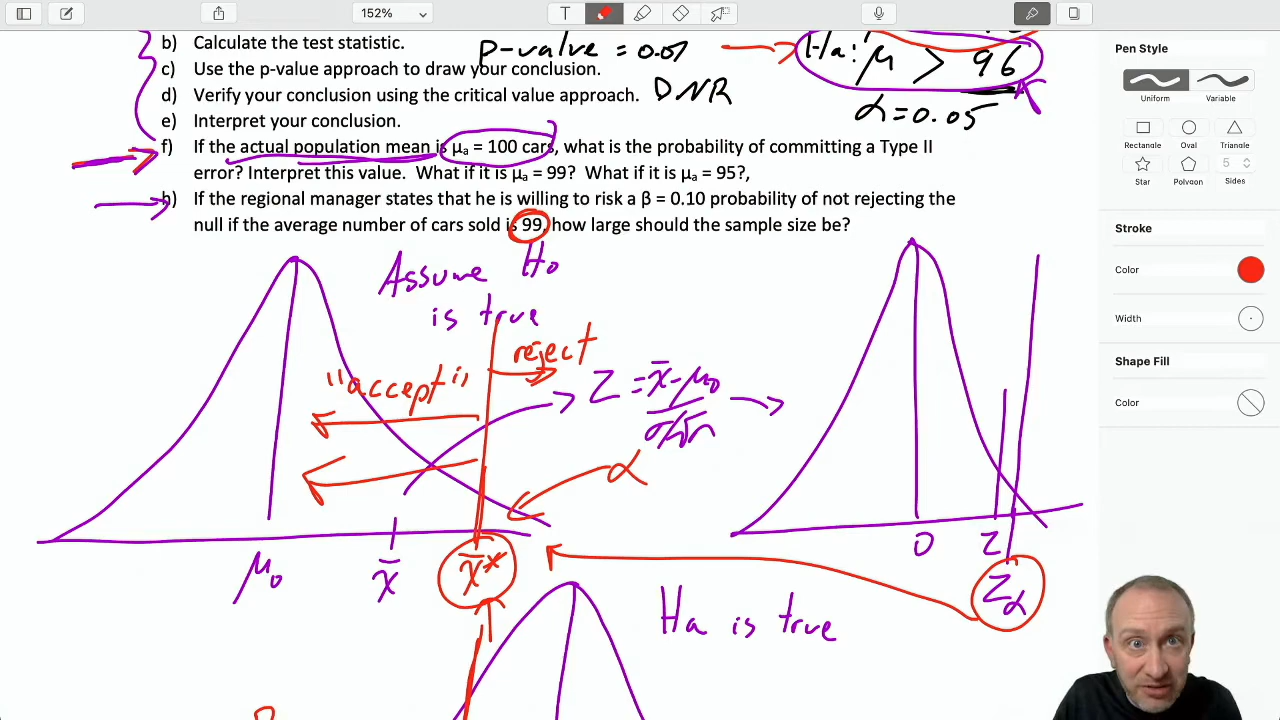 152%
T
b) Calculate the test statistic.
p-value = 0.07
Ha: μ > 96
c) Use the p-value approach to draw your conclusion.
d) Verify your conclusion using the critical value approach.
DNR
α = 0.05
e) Interpret your conclusion.
f) If the actual population mean is μa = 100 cars, what is the probability of committing a Type II
error? Interpret this value. What if it is μa = 99? What if it is μa = 95?,
h) If the regional manager states that he is willing to risk a β = 0.10 probability of not rejecting the
null if the average number of cars sold is 99, how large should the sample size be?
Assume Ho
is true
reject
"accept"
Z = x̄-μ0
σ/√n
α
μ0
x̄
x̄*
0
Z
Zα
Ha is true
Pen Style
Uniform
Variable
Rectangle
Oval
Triangle
5
Star
Polygon
Sides
Stroke
Color
Width
Shape Fill
Color